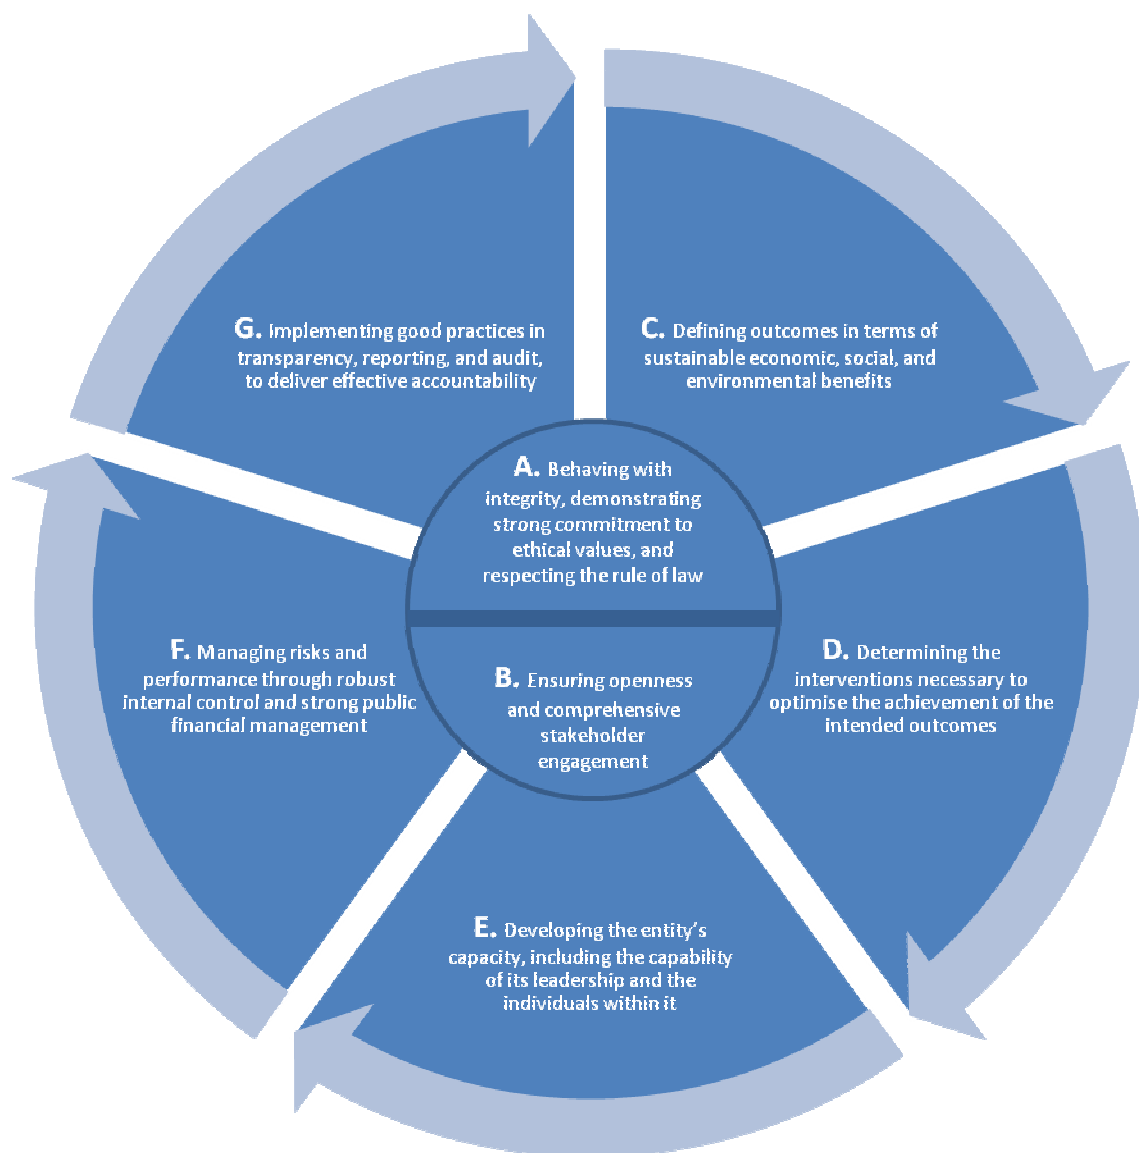 A. Behaving with
integrity, demonstrating
strong commitment to
ethical values, and
respecting the rule of law
B. Ensuring openness
and comprehensive
stakeholder
engagement
C. Defining outcomes in terms of
sustainable economic, social, and
environmental benefits
D. Determining the
interventions necessary to
optimise the achievement of the
intended outcomes
E. Developing the entity's
capacity, including the capability
of its leadership and the
individuals within it
F. Managing risks and
performance through robust
internal control and strong public
financial management
G. Implementing good practices in
transparency, reporting, and audit,
to deliver effective accountability